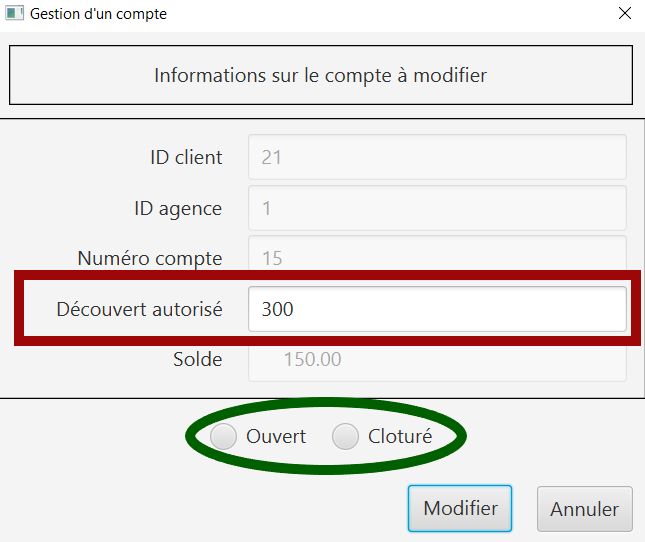 Gestion d'un compte
Informations sur le compte à modifier
ID client 21
ID agence 1
Numéro compte 15
Découvert autorisé 300
Solde 150.00
Ouvert Cloturé
Modifier Annuler